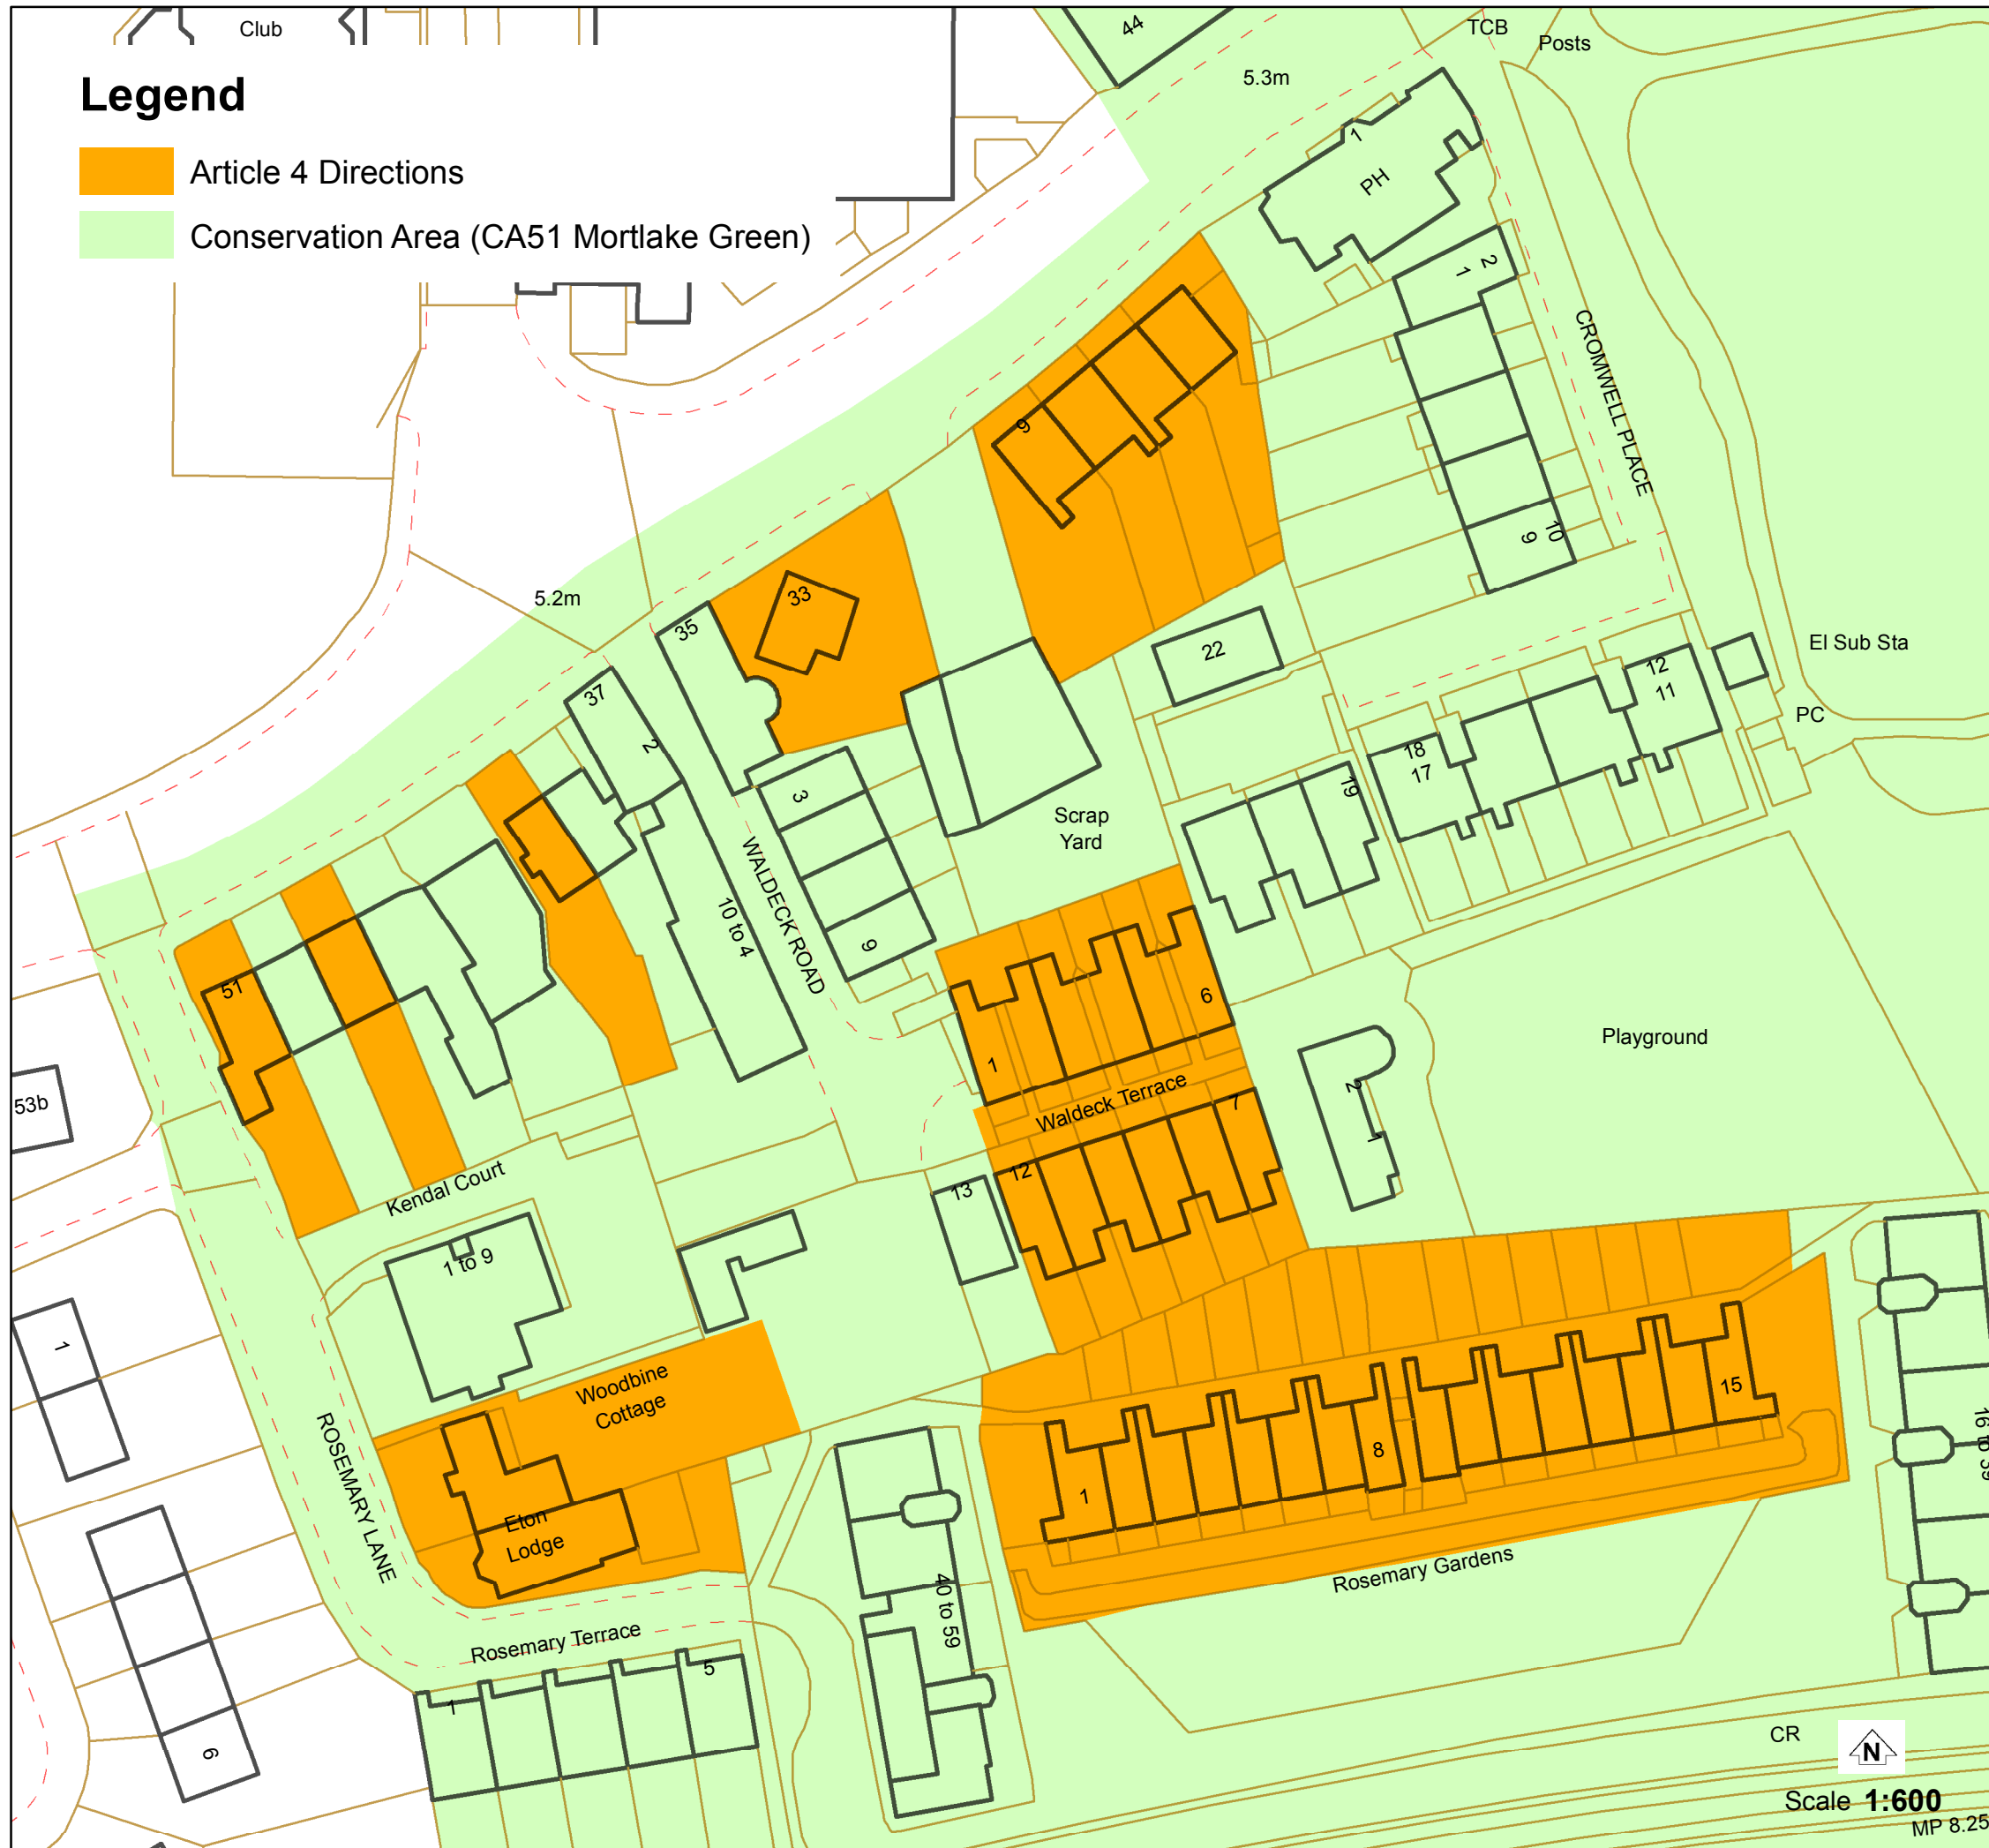 Club
44
TCB
Posts
5.3m
Legend
Article 4 Directions
Conservation Area (CA51 Mortlake Green)
1
PH
2
1
CROMWELL PLACE
9
10
9
5.2m
33
35
37
2
22
El Sub Sta
12
11
PC
18
17
19
3
Scrap
Yard
WALDECK ROAD
10 to 4
9
51
6
1
Playground
53b
Waldeck Terrace
7
2
1
12
13
Kendal Court
1 to 9
1
Woodbine
Cottage
15
8
1
16 to 39
ROSEMARY LANE
Eton
Lodge
40 to 59
Rosemary Gardens
Rosemary Terrace
5
1
6
CR
N
Scale 1:600
MP 8.25